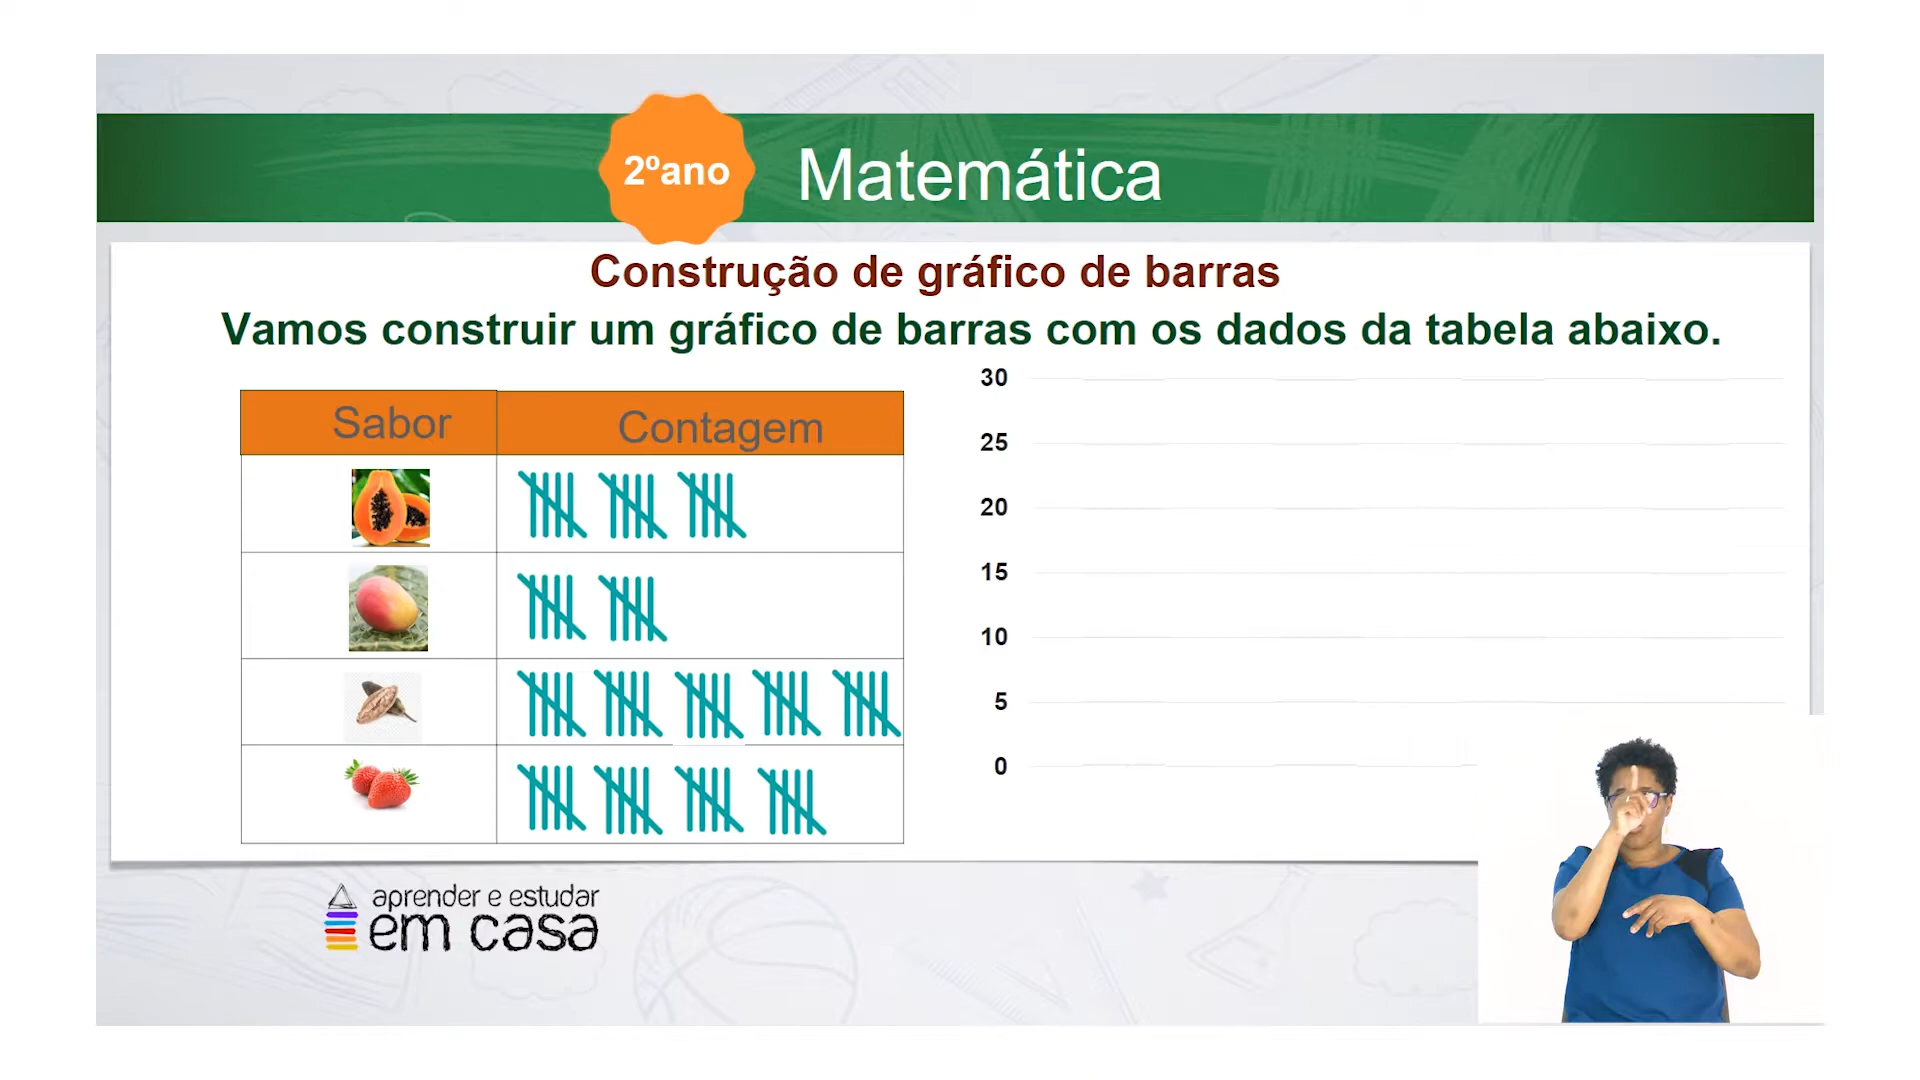 2ºano
Matemática
Construção de gráfico de barras
Vamos construir um gráfico de barras com os dados da tabela abaixo.
Sabor
Contagem
30
25
20
15
10
5
0
aprender e estudar
em casa